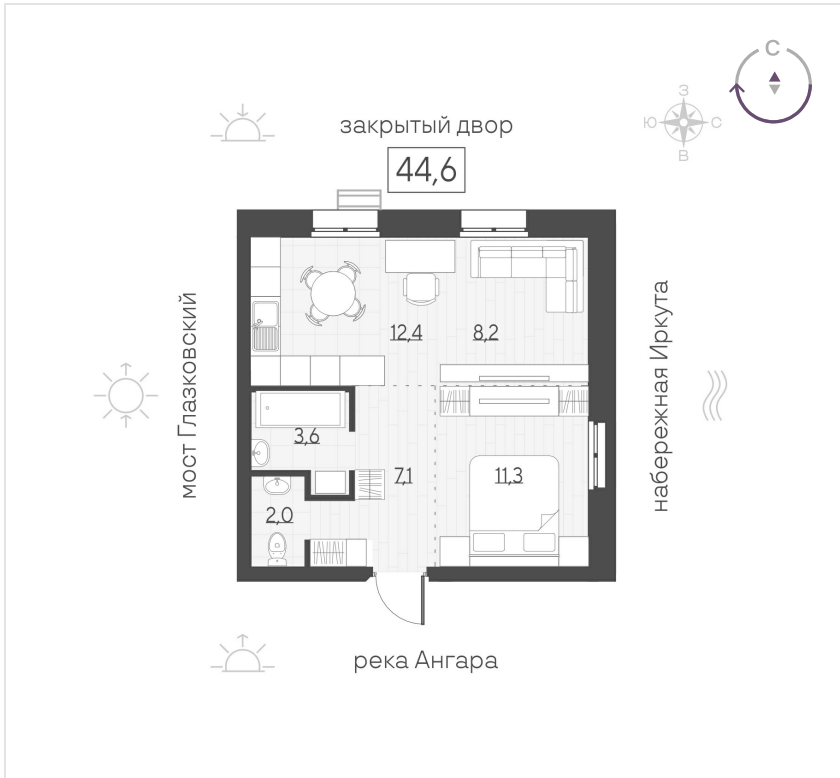 С
З
Ю С
В
закрытый двор
44,6
мост Глазковский
набережная Иркута
12,4
8,2
3,6
7,1
11,3
2,0
река Ангара